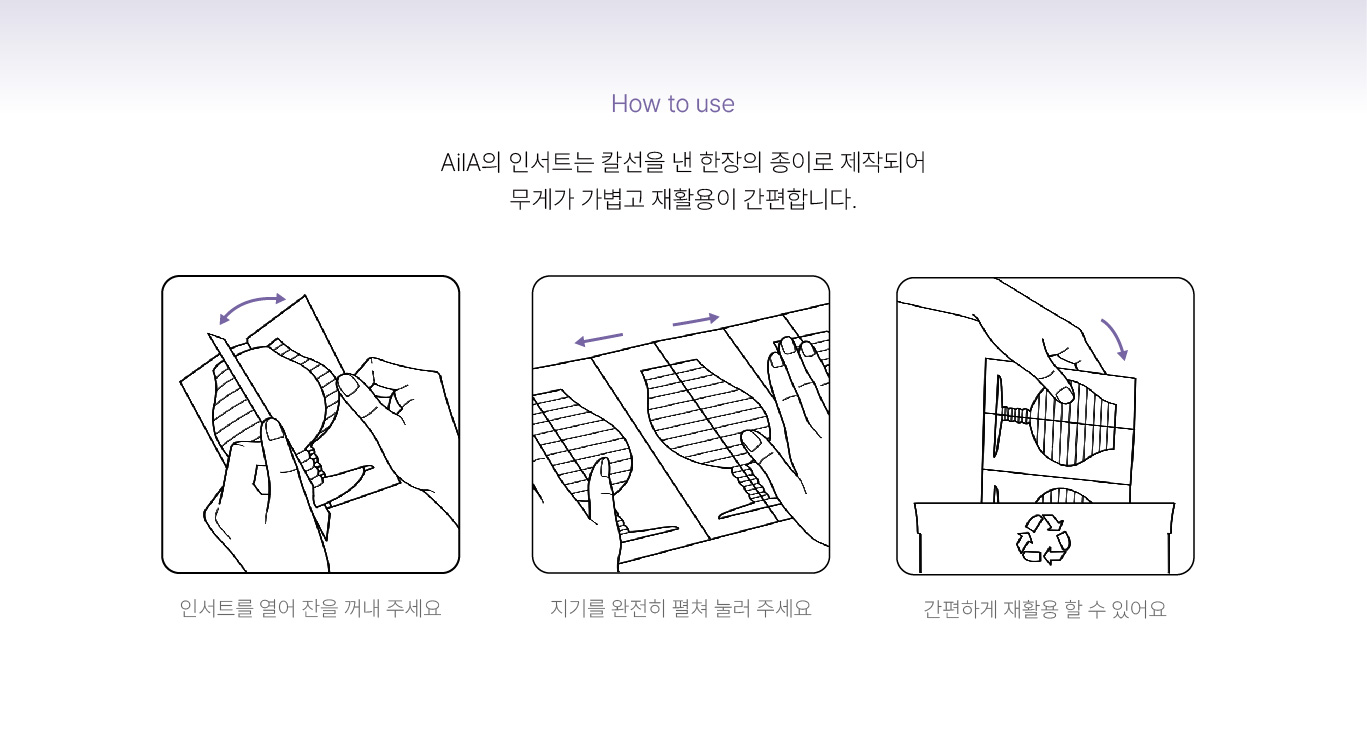 How to use
AilA의 인서트는 칼선을 낸 한장의 종이로 제작되어
무게가 가볍고 재활용이 간편합니다.
인서트를 열어 잔을 꺼내 주세요
지기를 완전히 펼쳐 눌러 주세요
간편하게 재활용 할 수 있어요